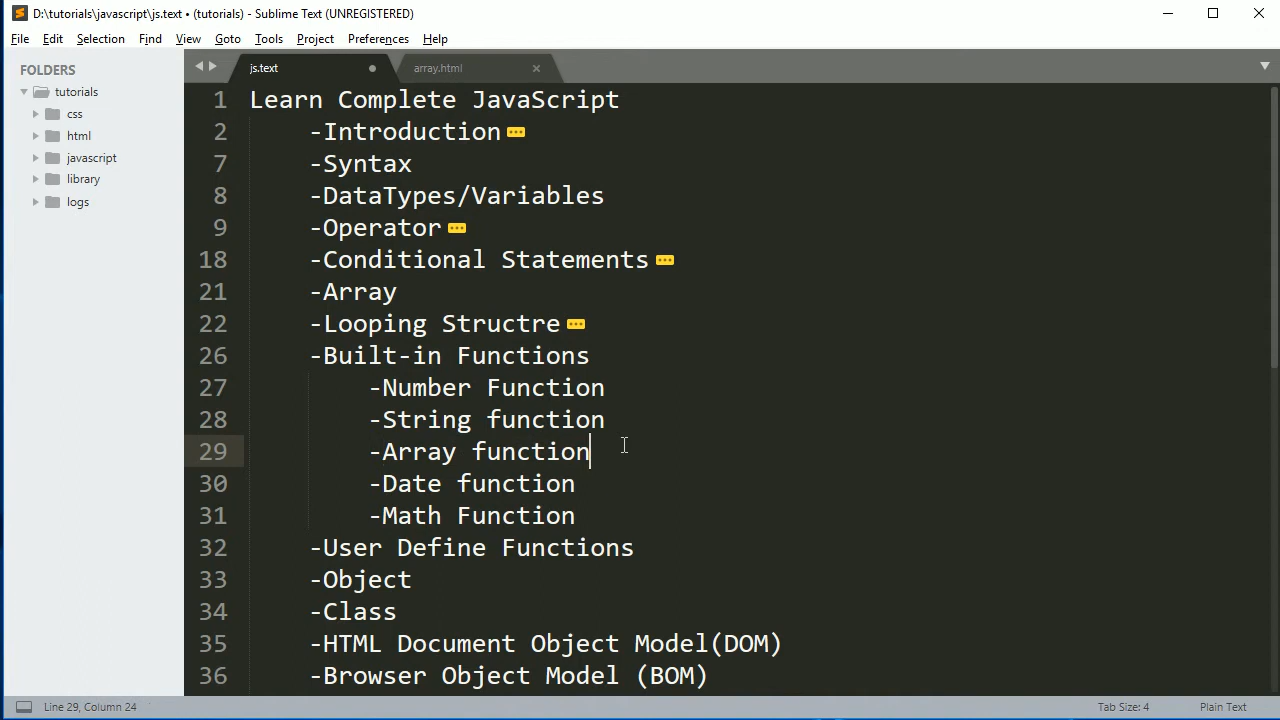 D:\tutorials\javascript\js.text • (tutorials) - Sublime Text (UNREGISTERED)
File Edit Selection Find View Goto Tools Project Preferences Help
FOLDERS
tutorials
css
html
javascript
library
logs
js.text array.html
1 Learn Complete JavaScript
2 -Introduction
7 -Syntax
8 -DataTypes/Variables
9 -Operator
18 -Conditional Statements
21 -Array
22 -Looping Structre
26 -Built-in Functions
27 -Number Function
28 -String function
29 -Array function
30 -Date function
31 -Math Function
32 -User Define Functions
33 -Object
34 -Class
35 -HTML Document Object Model(DOM)
36 -Browser Object Model (BOM)
Line 29, Column 24 Tab Size: 4 Plain Text